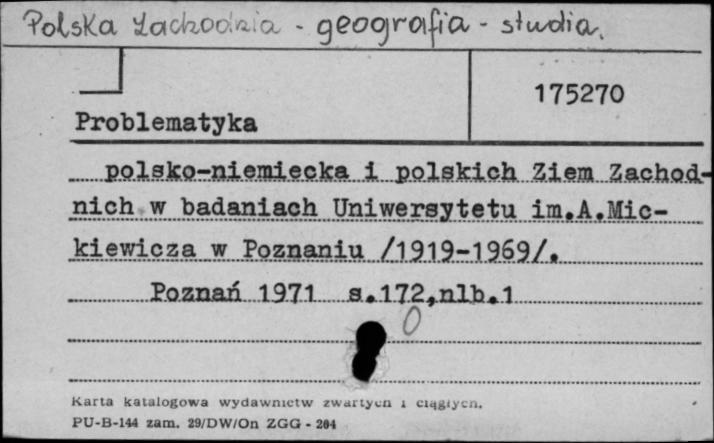 Polska Zachodnia - geografia - studia.
175270
Problematyka
polsko-niemiecka i polskich Ziem Zachod-
nich w badaniach Uniwersytetu im.A.Mic-
kiewicza w Poznaniu /1919-1969/.
Poznań 1971 s.172,nlb.1
0
Karta katalogowa wydawnictw zwartych i ciągłych.
PU-B-144 zam. 29/DW/On ZGG - 264